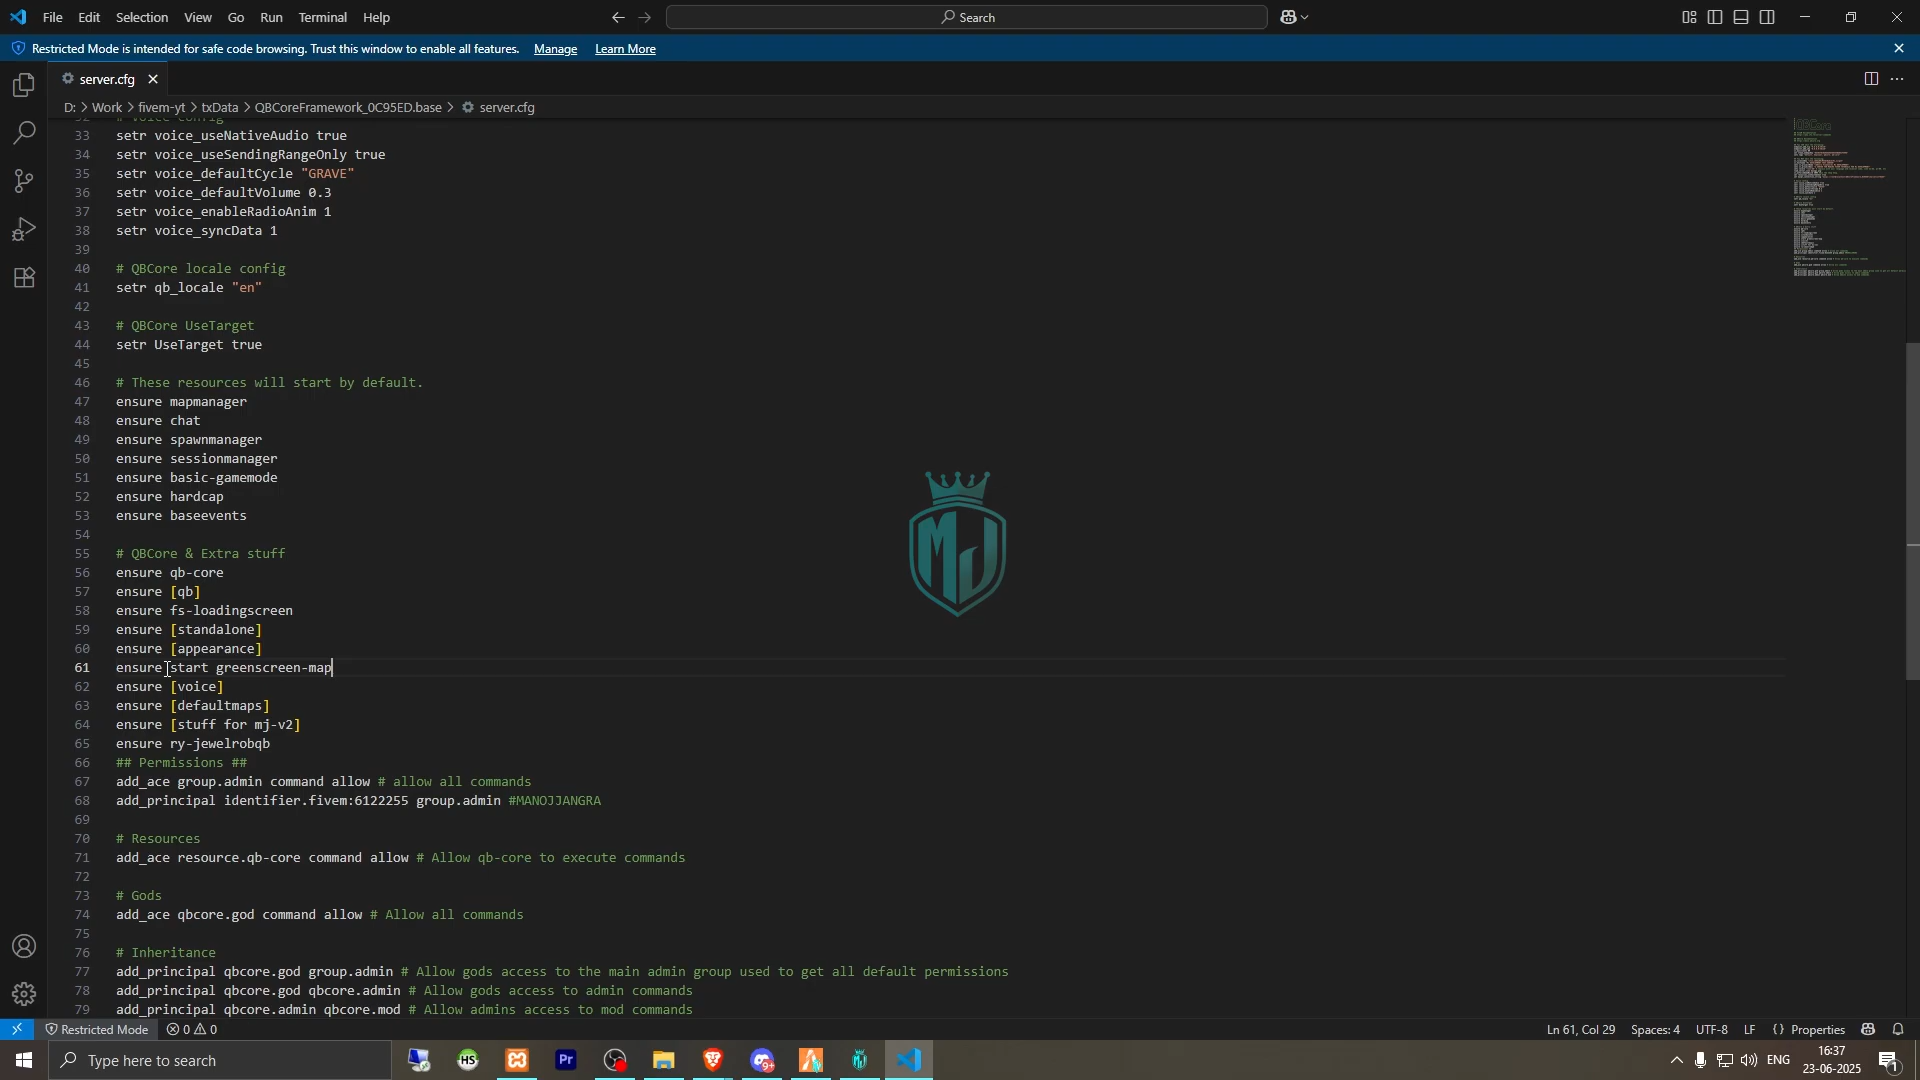 File Edit Selection View Go Run Terminal Help
Search
Restricted Mode is intended for safe code browsing. Trust this window to enable all features. Manage Learn More
server.cfg
D: > Work > fivem-yt > txData > QBCoreFramework_0C95ED.base > server.cfg
32 # Voice config
33 setr voice_useNativeAudio true
34 setr voice_useSendingRangeOnly true
35 setr voice_defaultCycle "GRAVE"
36 setr voice_defaultVolume 0.3
37 setr voice_enableRadioAnim 1
38 setr voice_syncData 1
39
40 # QBCore locale config
41 setr qb_locale "en"
42
43 # QBCore UseTarget
44 setr UseTarget true
45
46 # These resources will start by default.
47 ensure mapmanager
48 ensure chat
49 ensure spawnmanager
50 ensure sessionmanager
51 ensure basic-gamemode
52 ensure hardcap
53 ensure baseevents
54
55 # QBCore & Extra stuff
56 ensure qb-core
57 ensure [qb]
58 ensure fs-loadingscreen
59 ensure [standalone]
60 ensure [appearance]
61 ensure start greenscreen-map
62 ensure [voice]
63 ensure [defaultmaps]
64 ensure [stuff for mj-v2]
65 ensure ry-jewelrobqb
66 ## Permissions ##
67 add_ace group.admin command allow # allow all commands
68 add_principal identifier.fivem:6122255 group.admin #MANOJJANGRA
69
70 # Resources
71 add_ace resource.qb-core command allow # Allow qb-core to execute commands
72
73 # Gods
74 add_ace qbcore.god command allow # Allow all commands
75
76 # Inheritance
77 add_principal qbcore.god group.admin # Allow gods access to the main admin group used to get all default permissions
78 add_principal qbcore.god qbcore.admin # Allow gods access to admin commands
79 add_principal qbcore.admin qbcore.mod # Allow admins access to mod commands
MJ
Restricted Mode 0 0 Ln 61, Col 29 Spaces: 4 UTF-8 LF {} Properties
Type here to search HS Pr 9+ ENG 16:37
23-06-2025 1